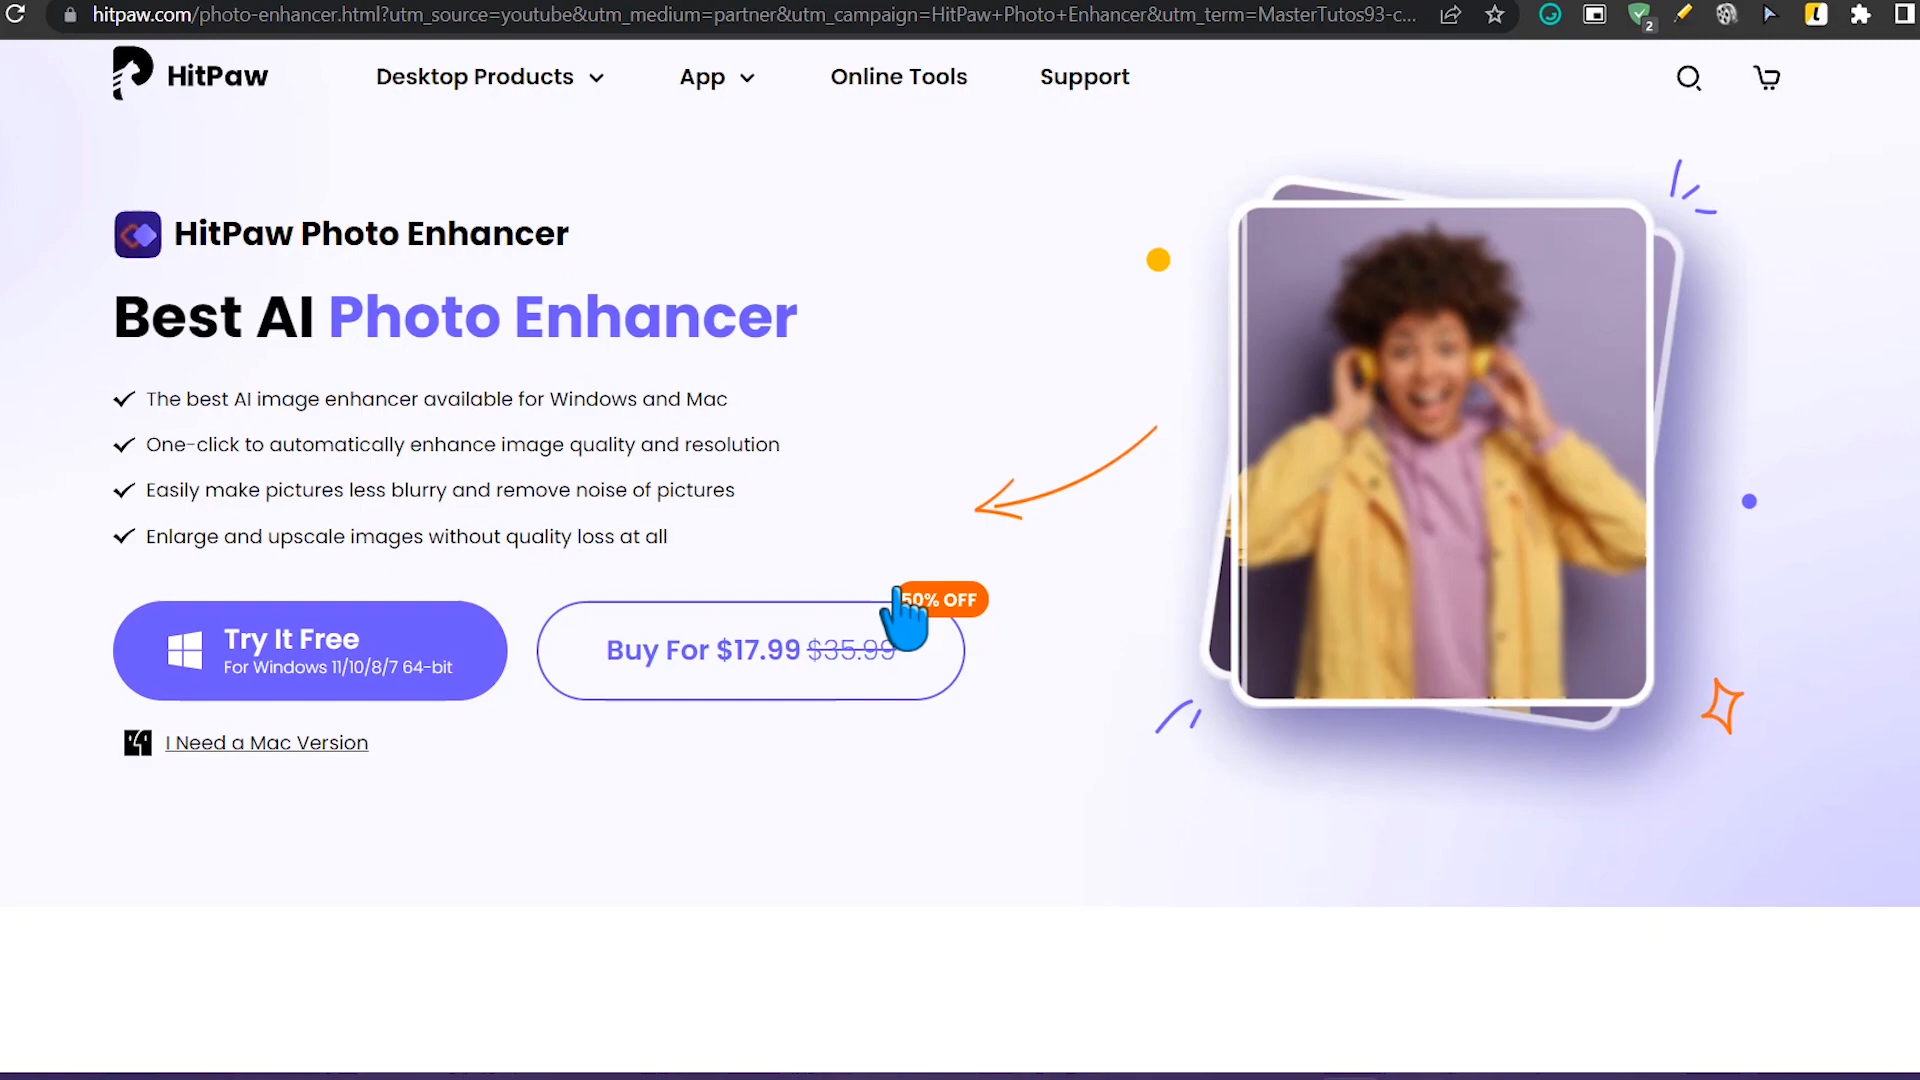 hitpaw.com/photo-enhancer.html?utm_source=youtube&utm_medium=partner&utm_campaign=HitPaw+Photo+Enhancer&utm_term=MasterTutos93-c...
2
HitPaw
Desktop Products
App
Online Tools
Support
HitPaw Photo Enhancer
Best AI Photo Enhancer
The best AI image enhancer available for Windows and Mac
One-click to automatically enhance image quality and resolution
Easily make pictures less blurry and remove noise of pictures
Enlarge and upscale images without quality loss at all
50% OFF
Try It Free
For Windows 11/10/8/7 64-bit
Buy For $17.99 $35.99
I Need a Mac Version